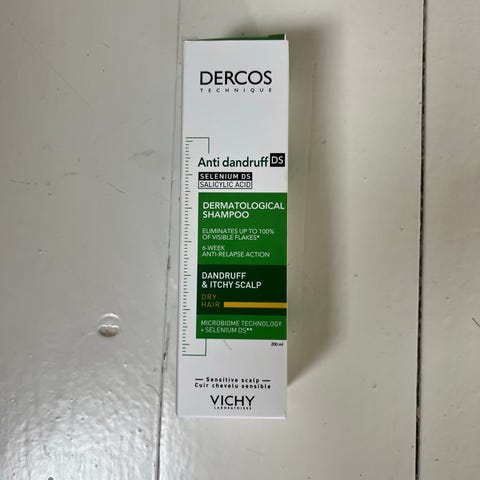 DERCOS
TECHNIQUE
Anti dandruff DS
SELENIUM DS
SALICYLIC ACID
DERMATOLOGICAL
SHAMPOO
ELIMINATES UP TO 100%
OF VISIBLE FLAKES*
6-WEEK
ANTI-RELAPSE ACTION
DANDRUFF
& ITCHY SCALP
DRY
HAIR
MICROBIOME TECHNOLOGY
+ SELENIUM DS**
200 ml
Sensitive scalp
Cuir chevelu sensible
VICHY
LABORATOIRES